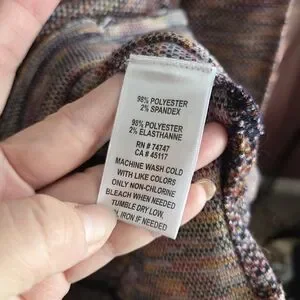 98% POLYESTER
2% SPANDEX
98% POLYESTER
2% ELASTHANNE
RN # 74747
CA # 45117
MACHINE WASH COLD
WITH LIKE COLORS
ONLY NON-CHLORINE
BLEACH WHEN NEEDED
TUMBLE DRY LOW,
IRON IF NEEDED